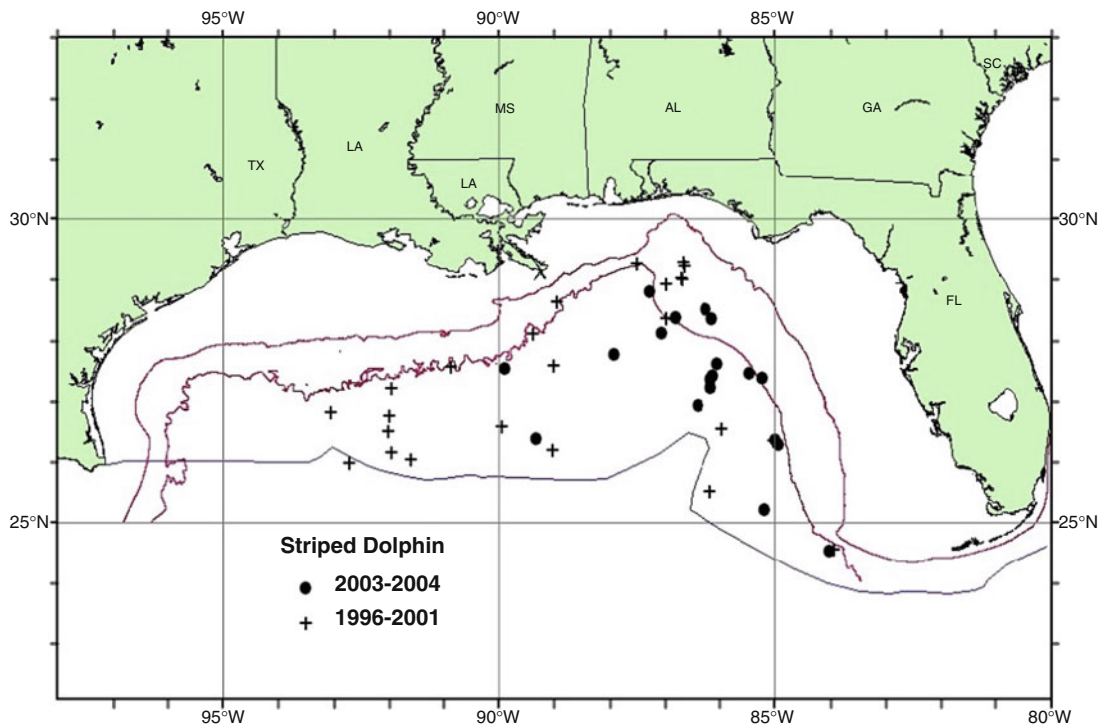 95°W 90°W 85°W
SC
MS AL GA
LA
TX
LA
30°N 30°N
FL
25°N 25°N
Striped Dolphin
2003-2004
1996-2001
95°W 90°W 85°W 80°W